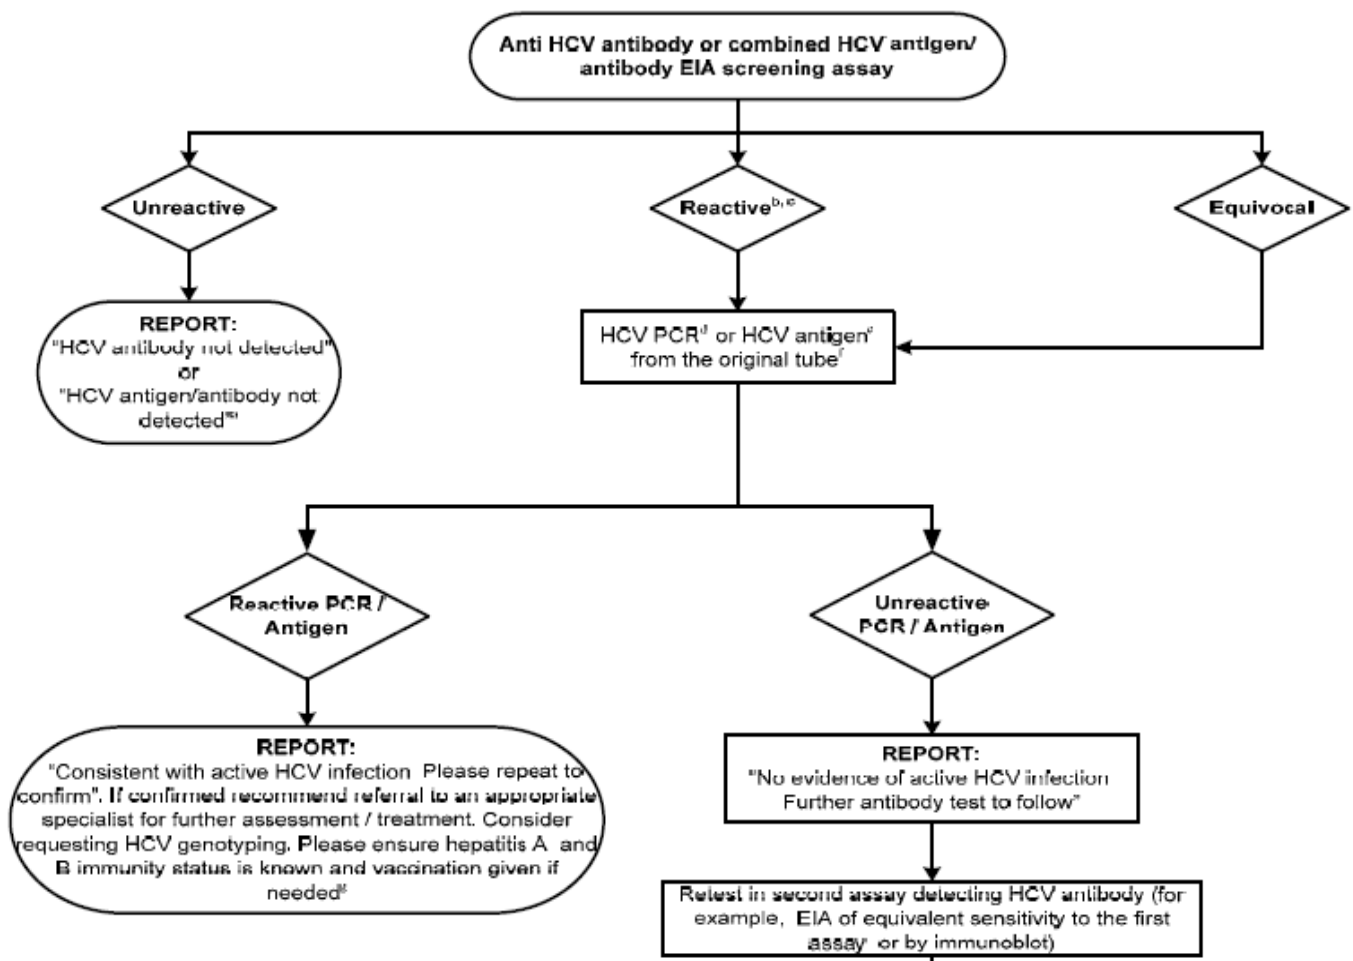 Anti HCV antibody or combined HCV antigen/
antibody EIA screening assay
Unreactive
Reactive b, c
Equivocal
REPORT:
"HCV antibody not detected"
or
"HCV antigen/antibody not
detected"
HCV PCR or HCV antigen
from the original tube
Reactive PCR /
Antigen
Unreactive
PCR / Antigen
REPORT:
"Consistent with active HCV infection Please repeat to
confirm". If confirmed recommend referral to an appropriate
specialist for further assessment / treatment. Consider
requesting HCV genotyping. Please ensure hepatitis A and
B immunity status is known and vaccination given if
needed
REPORT:
"No evidence of active HCV infection
Further antibody test to follow"
Retest in second assay detecting HCV antibody (for
example, EIA of equivalent sensitivity to the first
assay or by immunoblot)